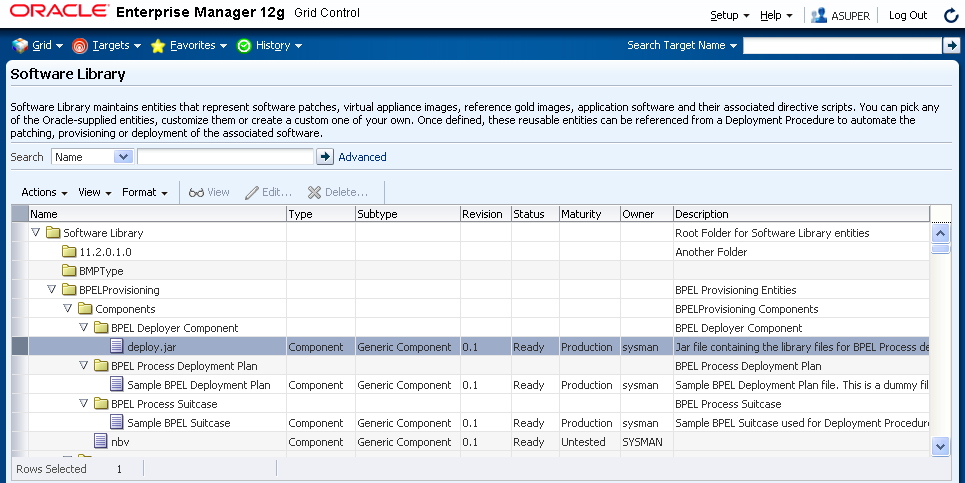 ORACLE Enterprise Manager 12g Grid Control Setup Help ASUPER Log Out
Grid Targets Favorites History Search Target Name
Software Library
Software Library maintains entities that represent software patches, virtual appliance images, reference gold images, application software and their associated directive scripts. You can pick any
of the Oracle-supplied entities, customize them or create a custom one of your own. Once defined, these reusable entities can be referenced from a Deployment Procedure to automate the
patching, provisioning or deployment of the associated software.
Search Name Advanced
Actions View Format View Edit... Delete...
Name Type Subtype Revision Status Maturity Owner Description
Software Library Root Folder for Software Library entities
11.2.0.1.0 Another Folder
BMPType
BPELProvisioning BPEL Provisioning Entities
Components BPELProvisioning Components
BPEL Deployer Component BPEL Deployer Component
deploy.jar Component Generic Component 0.1 Ready Production sysman Jar file containing the library files for BPEL Process de
BPEL Process Deployment Plan BPEL Process Deployment Plan
Sample BPEL Deployment Plan Component Generic Component 0.1 Ready Production sysman Sample BPEL Deployment Plan file. This is a dummy fil
BPEL Process Suitcase BPEL Process Suitcase
Sample BPEL Suitcase Component Generic Component 0.1 Ready Production sysman Sample BPEL Suitcase used for Deployment Procedure
nbv Component Generic Component 0.1 Ready Untested SYSMAN
Rows Selected 1